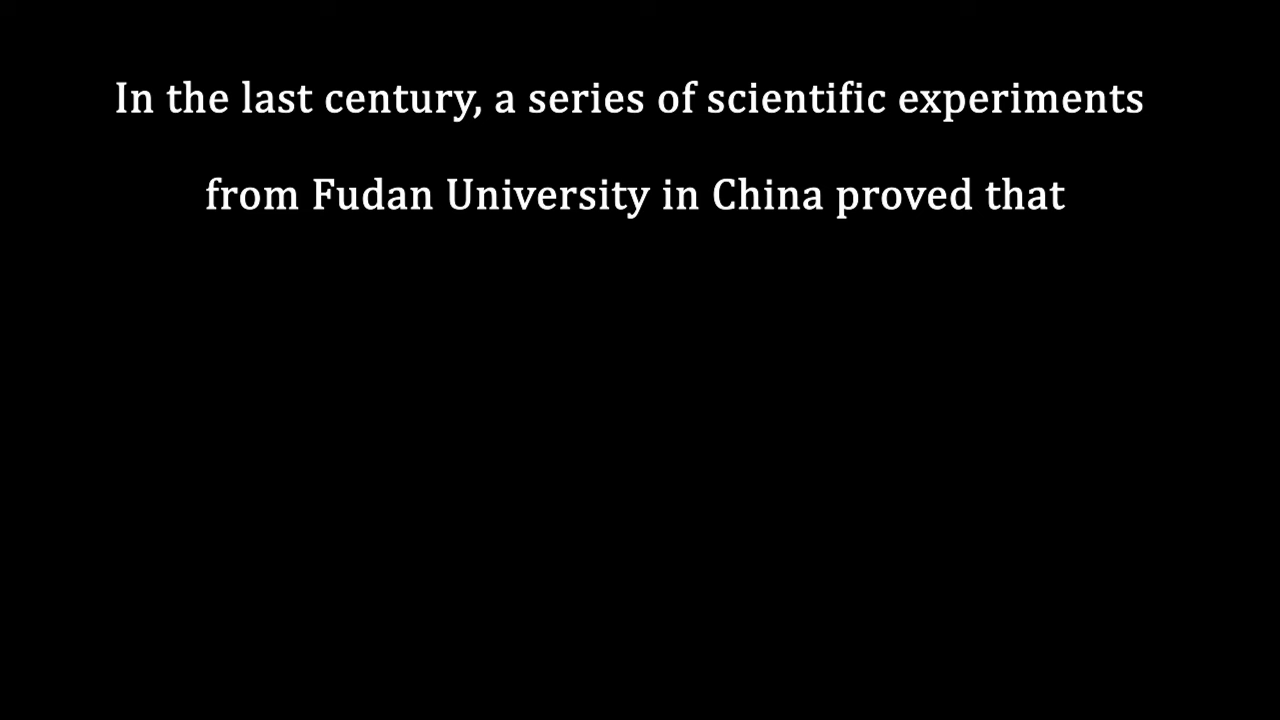 In the last century, a series of scientific experiments
from Fudan University in China proved that